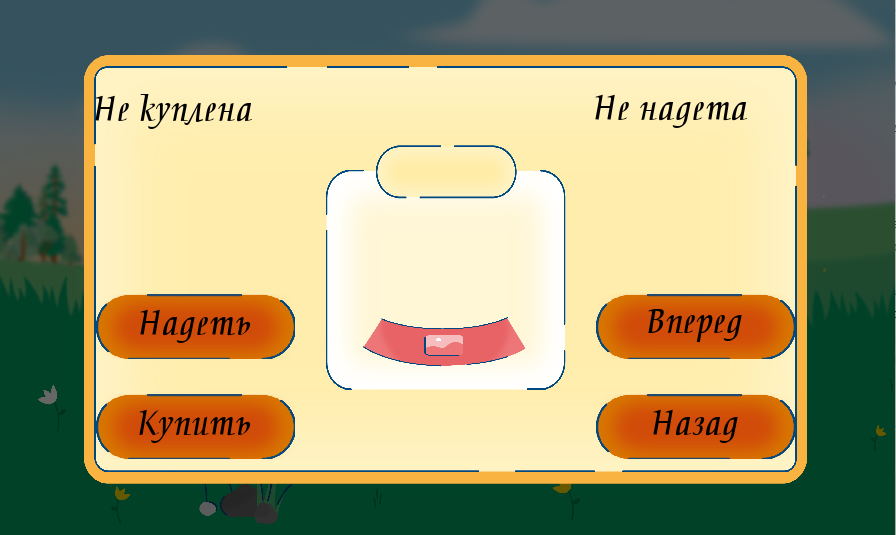 Не куплена
Не надета
Надеть
Вперед
Купить
Назад